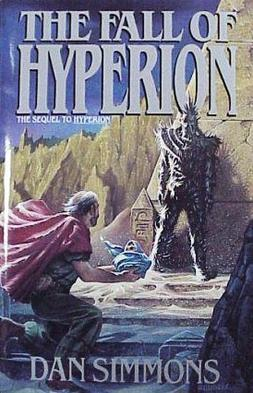 THE FALL OF
HYPERION
THE SEQUEL TO HYPERION
DAN SIMMONS